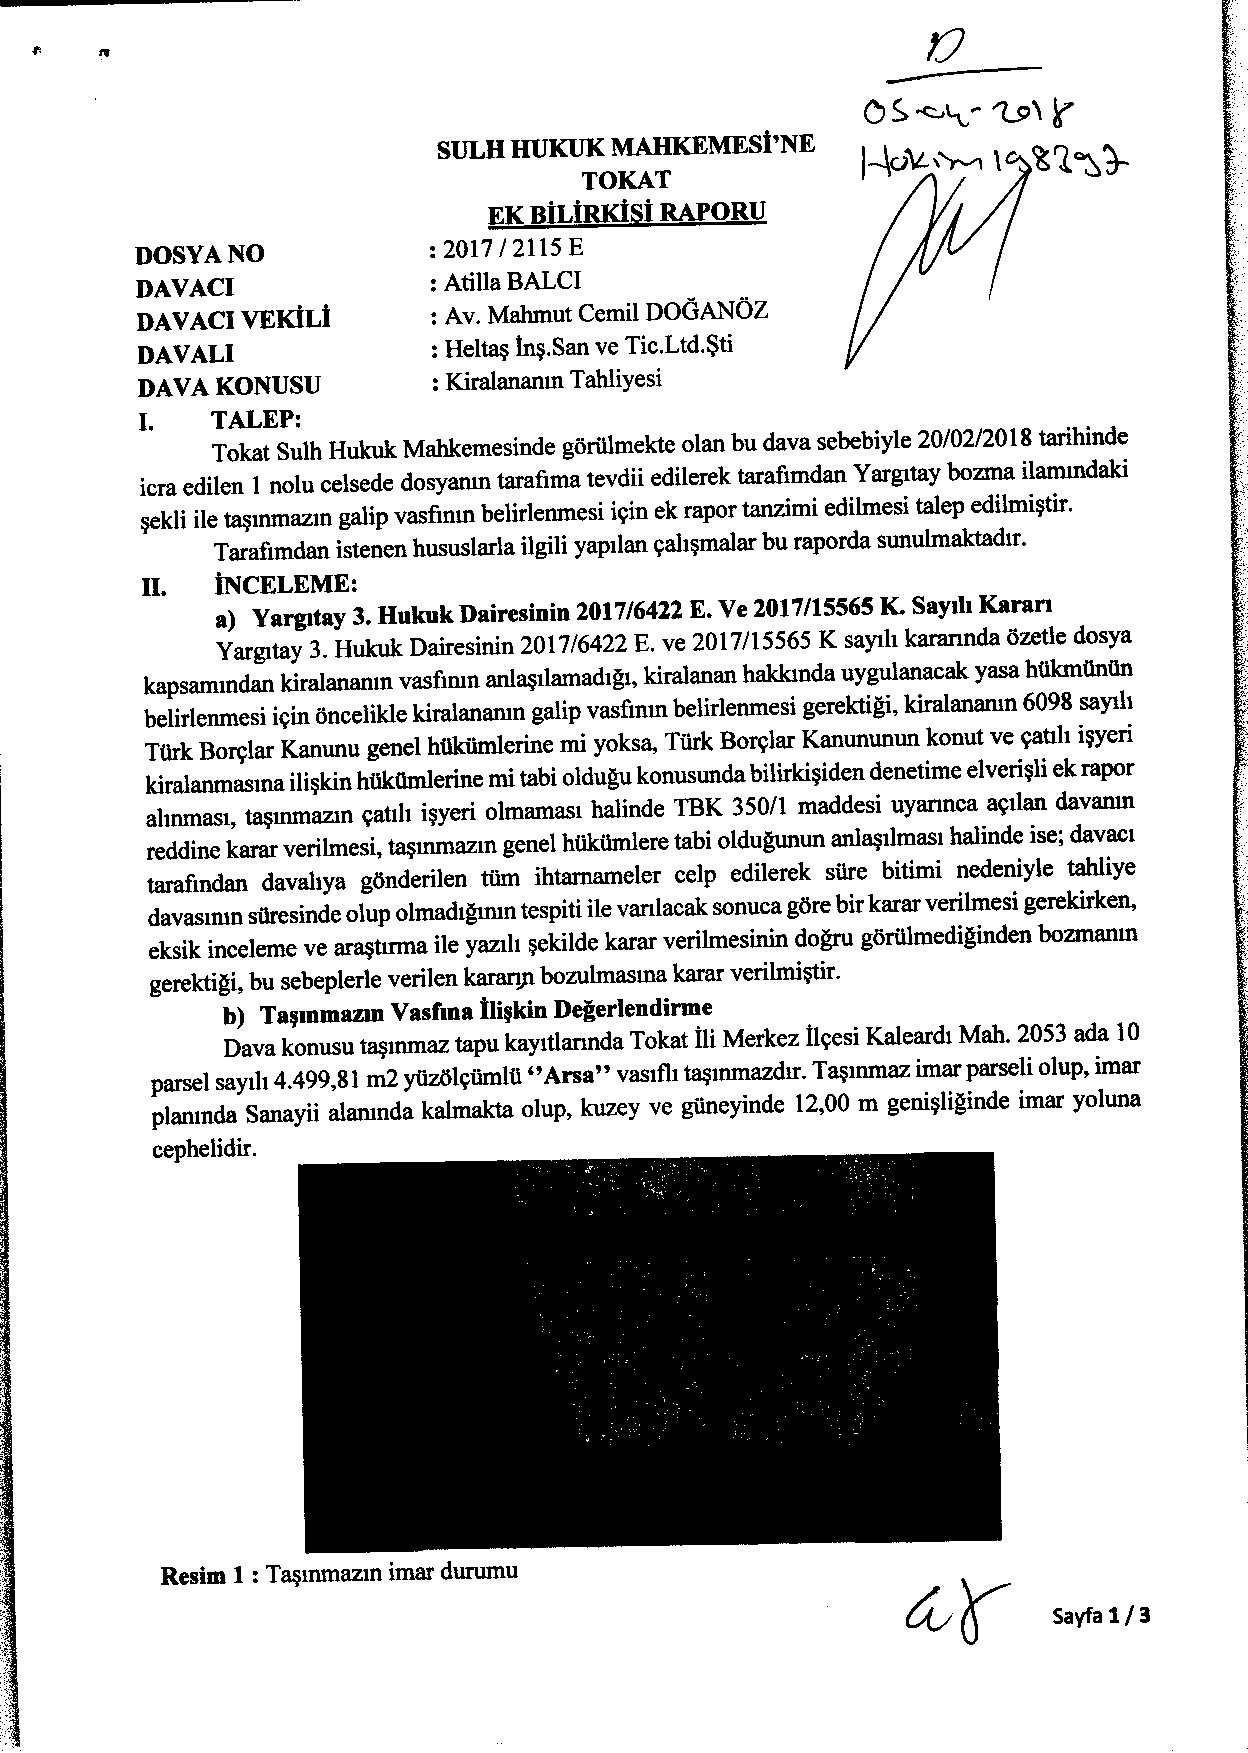 D
05-04-2018
Hakim 198297
SULH HUKUK MAHKEMESİ'NE
TOKAT
EK BİLİRKİŞİ RAPORU
DOSYA NO : 2017 / 2115 E
DAVACI : Atilla BALCI
DAVACI VEKİLİ : Av. Mahmut Cemil DOĞANÖZ
DAVALI : Heltaş İnş.San ve Tic.Ltd.Şti
DAVA KONUSU : Kiralananın Tahliyesi
I. TALEP:
Tokat Sulh Hukuk Mahkemesinde görülmekte olan bu dava sebebiyle 20/02/2018 tarihinde
icra edilen 1 nolu celsede dosyanın tarafıma tevdii edilerek tarafımdan Yargıtay bozma ilamındaki
şekli ile taşınmazın galip vasfının belirlenmesi için ek rapor tanzimi edilmesi talep edilmiştir.
Tarafımdan istenen hususlarla ilgili yapılan çalışmalar bu raporda sunulmaktadır.
II. İNCELEME:
a) Yargıtay 3. Hukuk Dairesinin 2017/6422 E. Ve 2017/15565 K. Sayılı Kararı
Yargıtay 3. Hukuk Dairesinin 2017/6422 E. ve 2017/15565 K sayılı kararında özetle dosya
kapsamından kiralananın vasfının anlaşılamadığı, kiralanan hakkında uygulanacak yasa hükmünün
belirlenmesi için öncelikle kiralananın galip vasfının belirlenmesi gerektiği, kiralananın 6098 sayılı
Türk Borçlar Kanunu genel hükümlerine mi yoksa, Türk Borçlar Kanununun konut ve çatılı işyeri
kiralanmasına ilişkin hükümlerine mi tabi olduğu konusunda bilirkişiden denetime elverişli ek rapor
alınması, taşınmazın çatılı işyeri olmaması halinde TBK 350/1 maddesi uyarınca açılan davanın
reddine karar verilmesi, taşınmazın genel hükümlere tabi olduğunun anlaşılması halinde ise; davacı
tarafından davalıya gönderilen tüm ihtarnameler celp edilerek süre bitimi nedeniyle tahliye
davasının süresinde olup olmadığının tespiti ile varılacak sonuca göre bir karar verilmesi gerekirken,
eksik inceleme ve araştırma ile yazılı şekilde karar verilmesinin doğru görülmediğinden bozmanın
gerektiği, bu sebeplerle verilen kararın bozulmasına karar verilmiştir.
b) Taşınmazın Vasfına İlişkin Değerlendirme
Dava konusu taşınmaz tapu kayıtlarında Tokat İli Merkez İlçesi Kaleardı Mah. 2053 ada 10
parsel sayılı 4.499,81 m2 yüzölçümlü ‘’Arsa’’ vasıflı taşınmazdır. Taşınmaz imar parseli olup, imar
planında Sanayii alanında kalmakta olup, kuzey ve güneyinde 12,00 m genişliğinde imar yoluna
cephelidir.
Resim 1 : Taşınmazın imar durumu
Sayfa 1 / 3